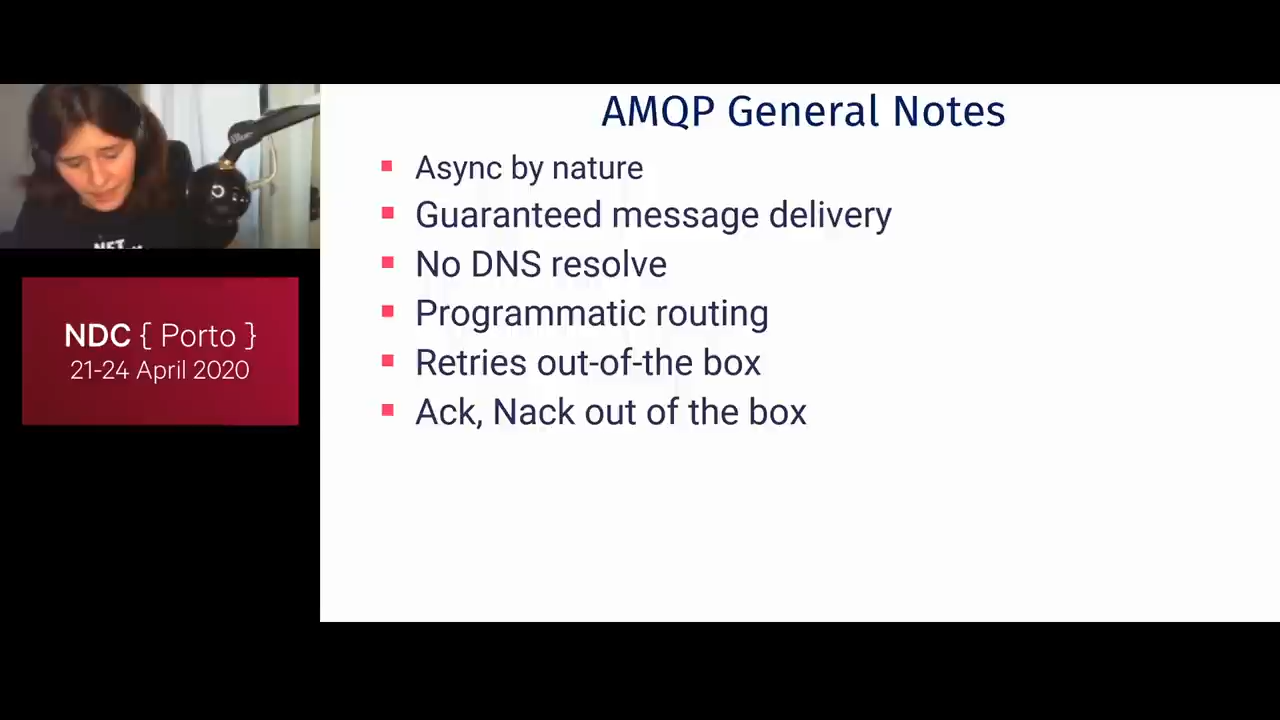 AMQP General Notes
Async by nature
Guaranteed message delivery
No DNS resolve
Programmatic routing
Retries out-of-the box
Ack, Nack out of the box
.NET
NDC { Porto }
21-24 April 2020